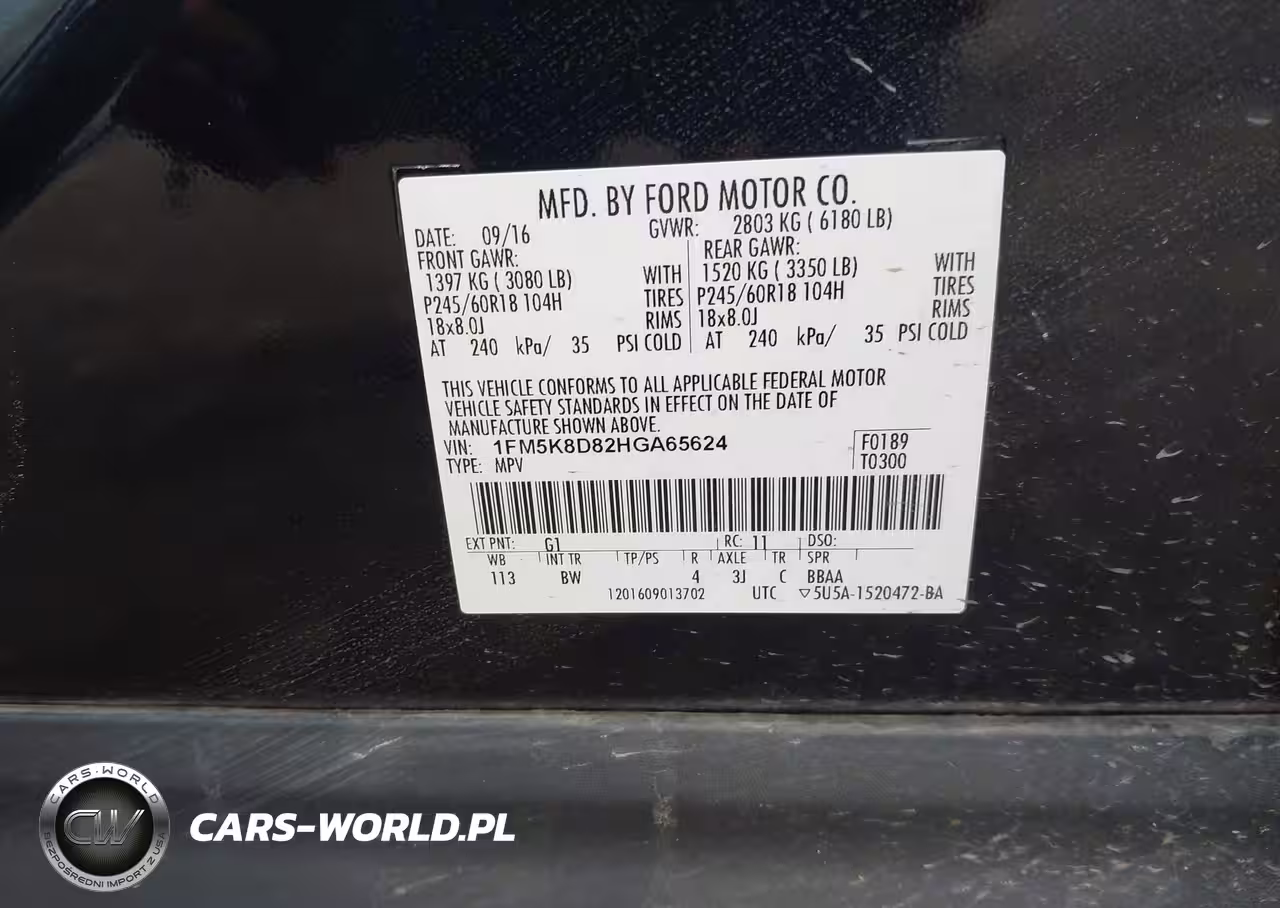 MFD. BY FORD MOTOR CO.
DATE: 09/16 GVWR: 2803 KG ( 6180 LB)
FRONT GAWR: REAR GAWR:
1397 KG ( 3080 LB) WITH 1520 KG ( 3350 LB) WITH
P245/60R18 104H TIRES P245/60R18 104H TIRES
18x8.0J RIMS 18x8.0J RIMS
AT 240 kPa/ 35 PSI COLD AT 240 kPa/ 35 PSI COLD
THIS VEHICLE CONFORMS TO ALL APPLICABLE FEDERAL MOTOR
VEHICLE SAFETY STANDARDS IN EFFECT ON THE DATE OF
MANUFACTURE SHOWN ABOVE.
VIN: 1FM5K8D82HGA65624 F0189
TYPE: MPV T0300
EXT PNT: G1 RC: 11 DSO:
WB INT TR TP/PS R AXLE TR SPR
113 BW 4 3J C BBAA
1201609013702 UTC ▽5U5A-1520472-BA
CARS-WORLD
CW
BEZPOŚREDNI IMPORT Z USA
CARS-WORLD.PL